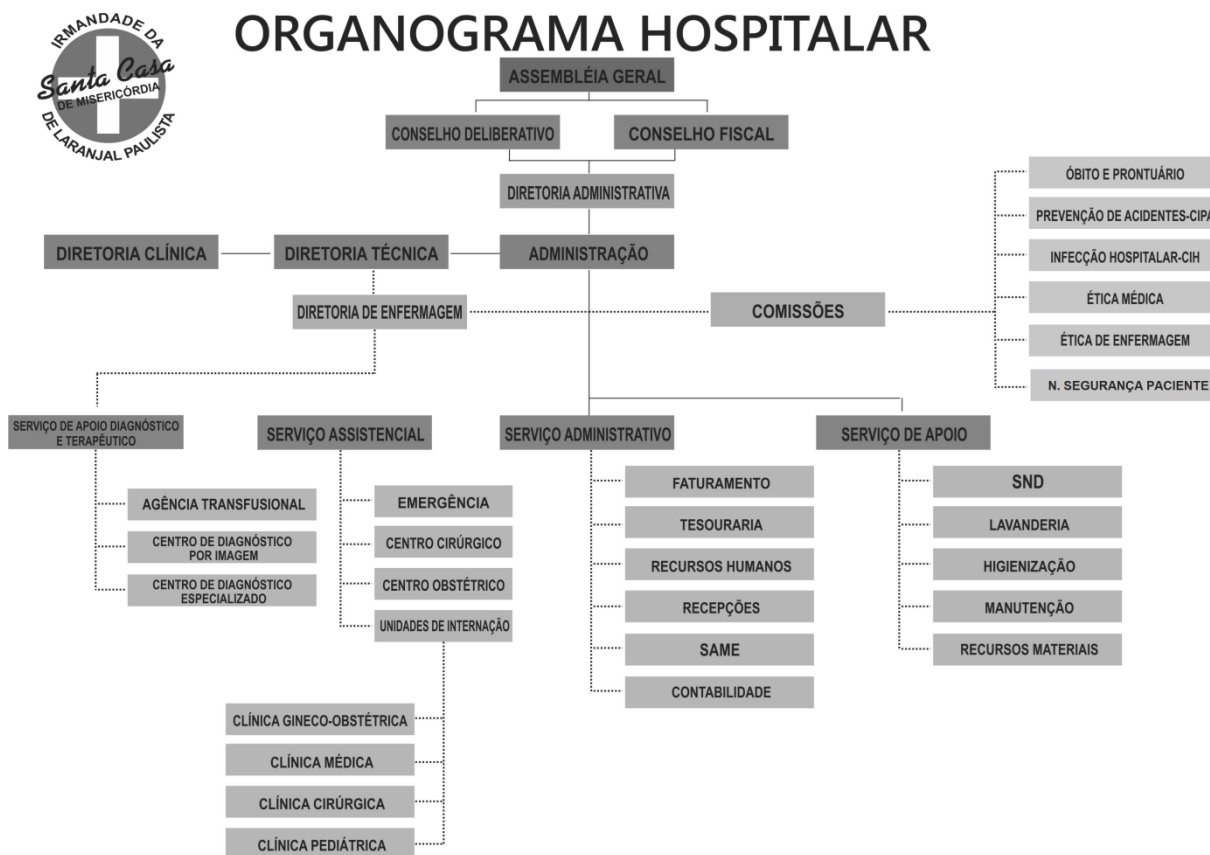 IRMANDADE DA
Santa Casa
DE MISERICÓRDIA
DE LARANJAL PAULISTA
ORGANOGRAMA HOSPITALAR
ASSEMBLÉIA GERAL
CONSELHO DELIBERATIVO
CONSELHO FISCAL
DIRETORIA ADMINISTRATIVA
DIRETORIA CLÍNICA
DIRETORIA TÉCNICA
ADMINISTRAÇÃO
DIRETORIA DE ENFERMAGEM
COMISSÕES
ÓBITO E PRONTUÁRIO
PREVENÇÃO DE ACIDENTES-CIPA
INFECÇÃO HOSPITALAR-CIH
ÉTICA MÉDICA
ÉTICA DE ENFERMAGEM
N. SEGURANÇA PACIENTE
SERVIÇO DE APOIO DIAGNÓSTICO
E TERAPÊUTICO
AGÊNCIA TRANSFUSIONAL
CENTRO DE DIAGNÓSTICO
POR IMAGEM
CENTRO DE DIAGNÓSTICO
ESPECIALIZADO
SERVIÇO ASSISTENCIAL
EMERGÊNCIA
CENTRO CIRÚRGICO
CENTRO OBSTÉTRICO
UNIDADES DE INTERNAÇÃO
CLÍNICA GINECO-OBSTÉTRICA
CLÍNICA MÉDICA
CLÍNICA CIRÚRGICA
CLÍNICA PEDIÁTRICA
SERVIÇO ADMINISTRATIVO
FATURAMENTO
TESOURARIA
RECURSOS HUMANOS
RECEPÇÕES
SAME
CONTABILIDADE
SERVIÇO DE APOIO
SND
LAVANDERIA
HIGIENIZAÇÃO
MANUTENÇÃO
RECURSOS MATERIAIS